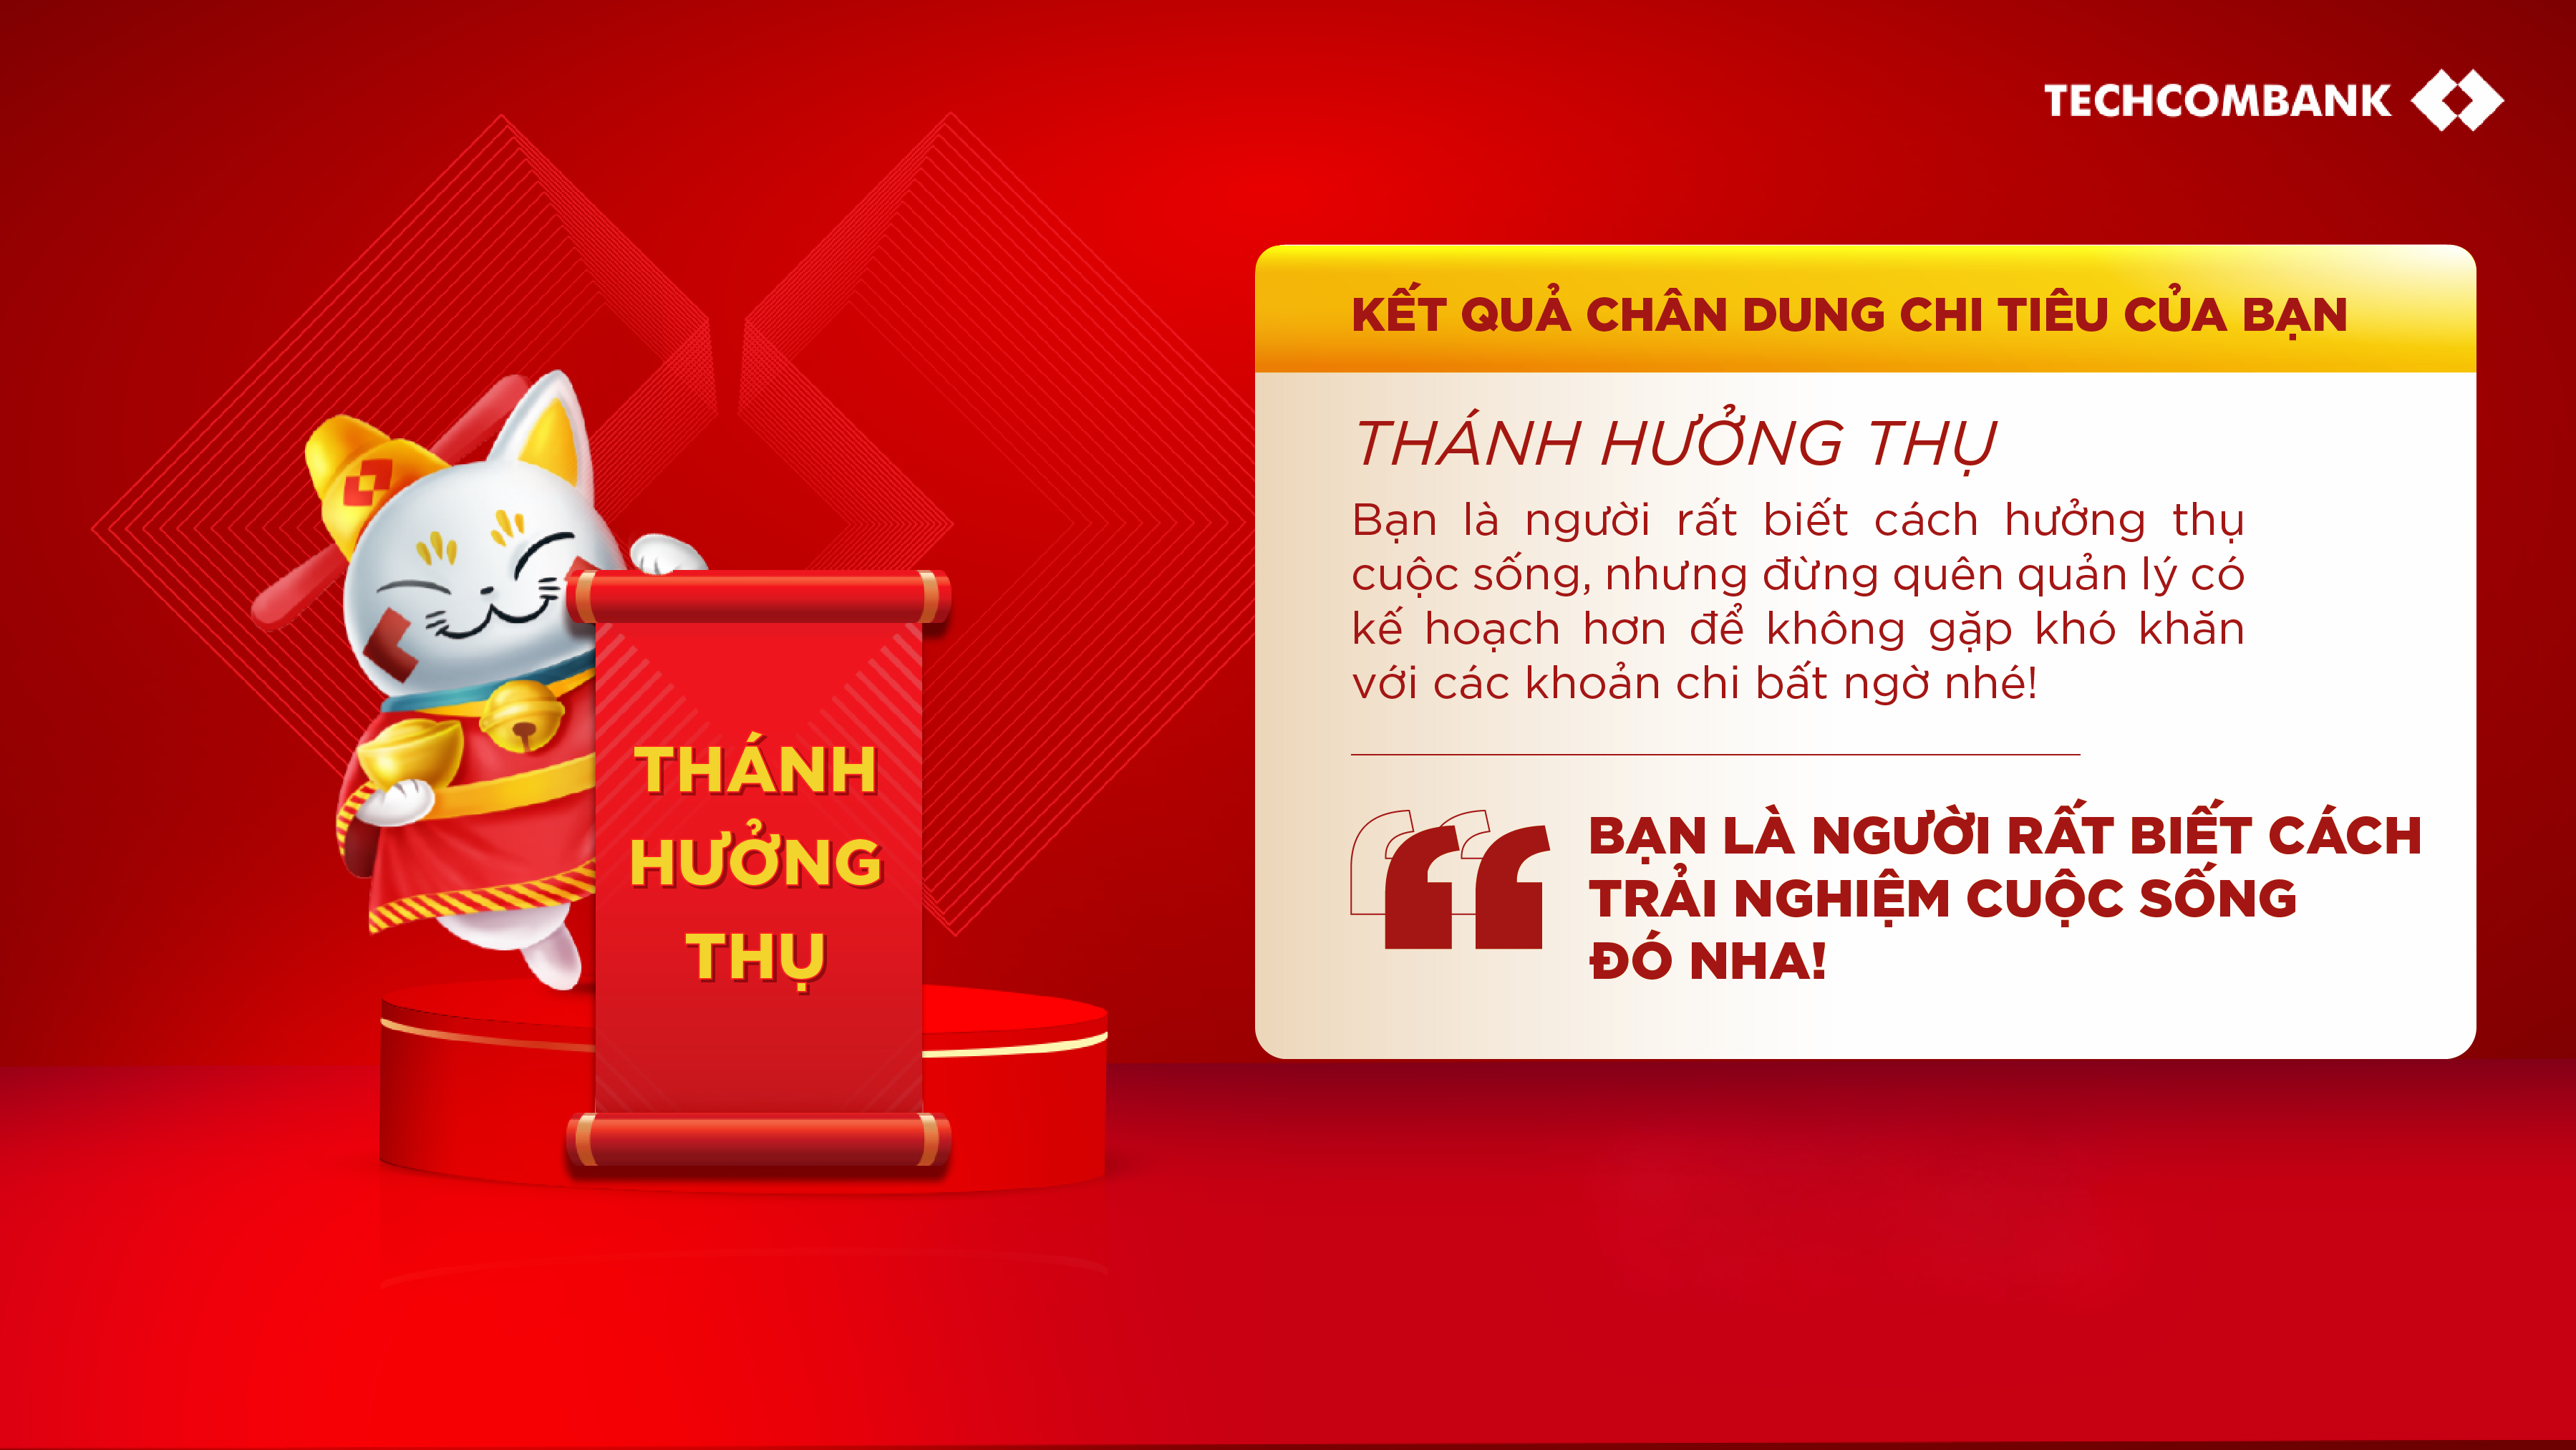 TECHCOMBANK
THÁNH
HƯỞNG
THỤ
KẾT QUẢ CHÂN DUNG CHI TIÊU CỦA BẠN
THÁNH HƯỞNG THỤ
Bạn là người rất biết cách hưởng thụ
cuộc sống, nhưng đừng quên quản lý có
kế hoạch hơn để không gặp khó khăn
với các khoản chi bất ngờ nhé!
BẠN LÀ NGƯỜI RẤT BIẾT CÁCH
TRẢI NGHIỆM CUỘC SỐNG
ĐÓ NHA!